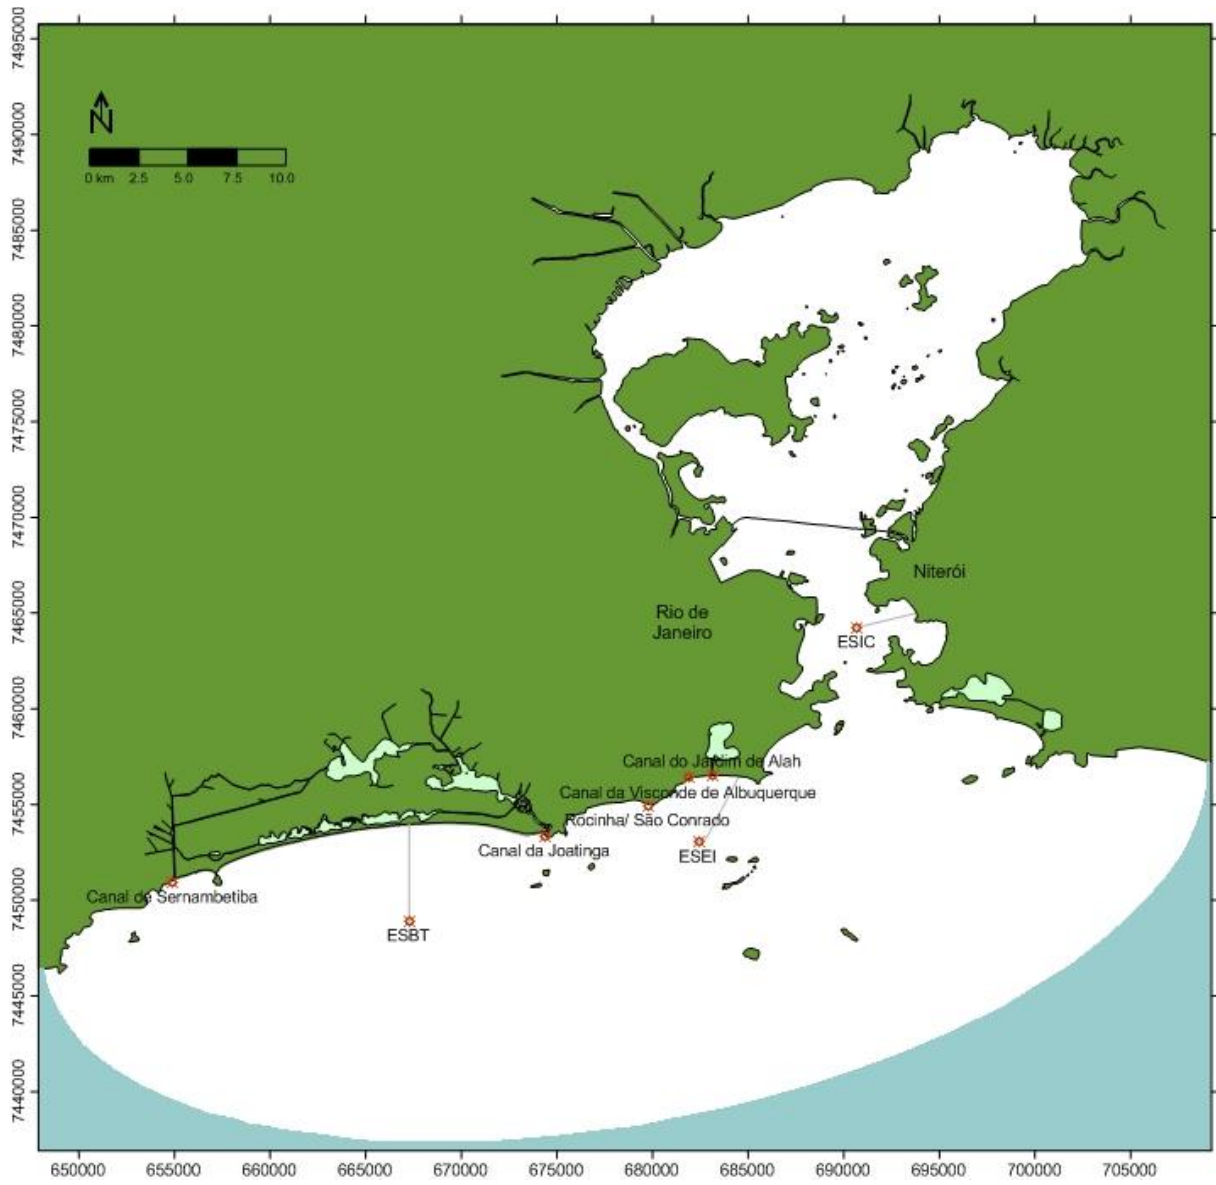 7495000
7490000
7485000
7480000
7475000
7470000
7465000
7460000
7455000
7450000
7445000
7440000
N
0 km 2.5 5.0 7.5 10.0
Niterói
Rio de
Janeiro
ESIC
Canal do Jardim de Alah
Canal da Visconde de Albuquerque
Rocinha/ São Conrado
Canal da Joatinga
ESEI
Canal de Sernambetiba
ESBT
650000 655000 660000 665000 670000 675000 680000 685000 690000 695000 700000 705000